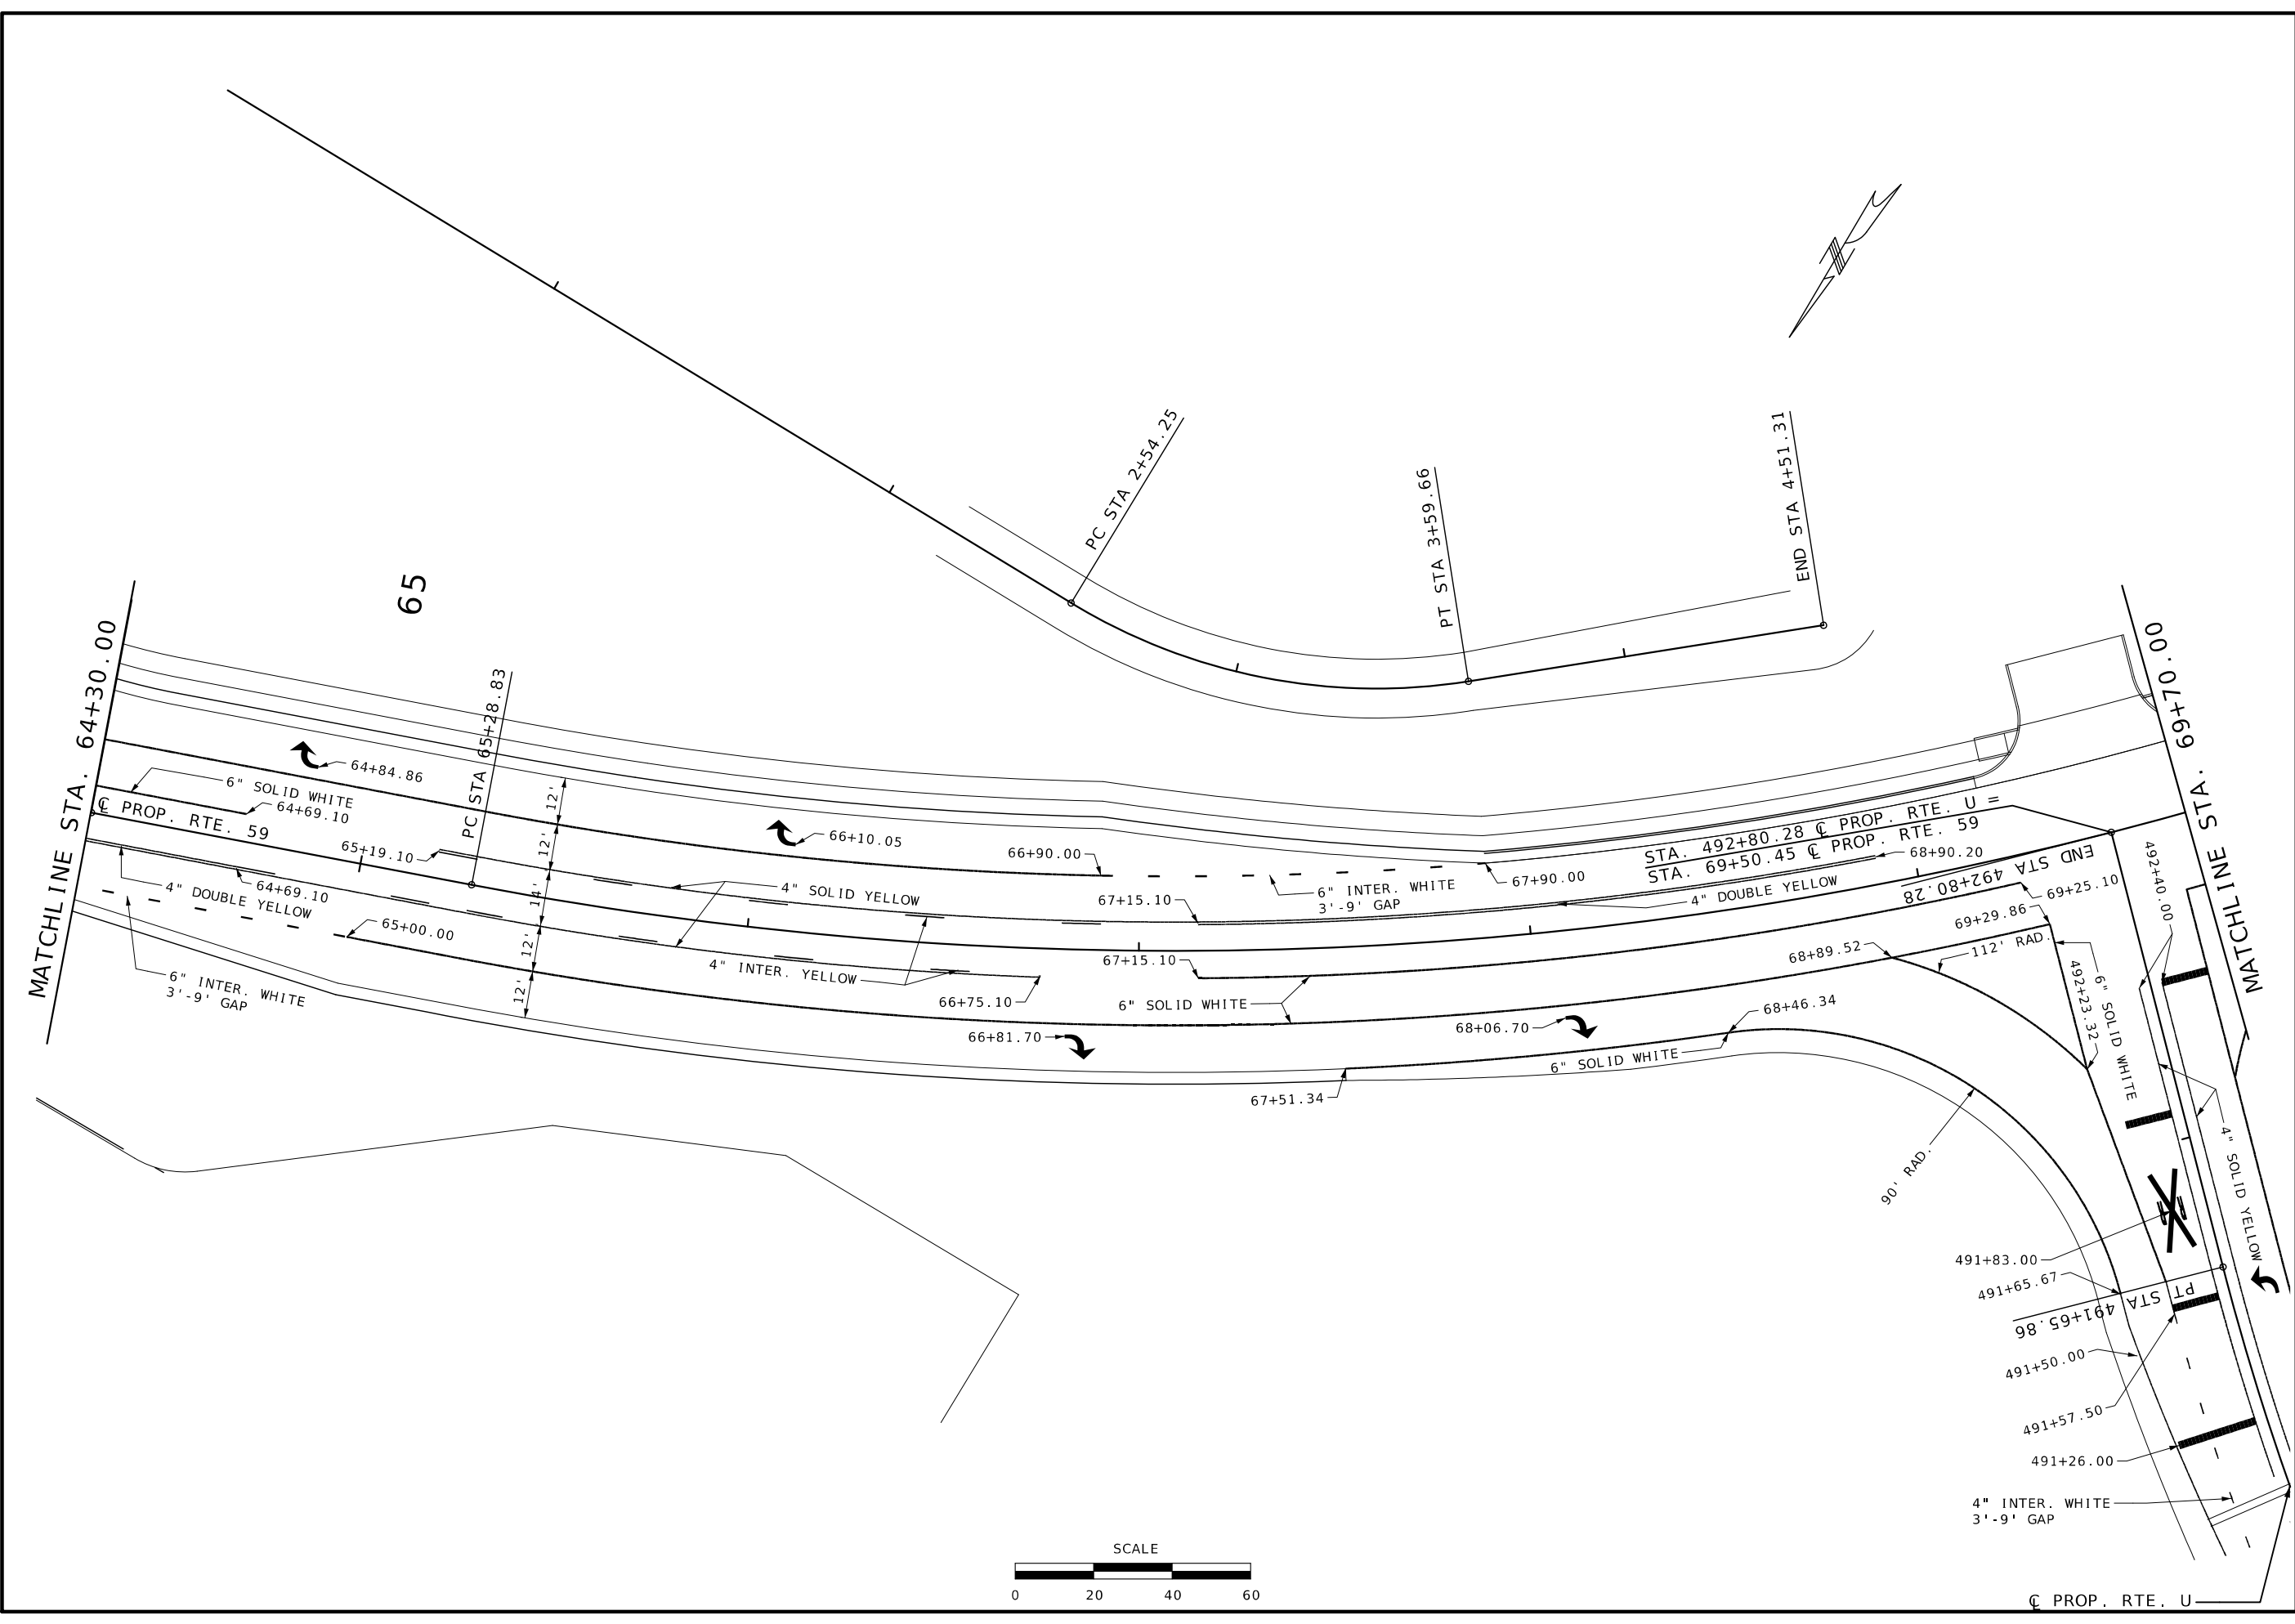 PC STA 2+54.25
PT STA 3+59.66
END STA 4+51.31
65
MATCHLINE STA. 64+30.00
MATCHLINE STA. 69+70.00
PC STA 65+28.83
64+84.86
6" SOLID WHITE
64+69.10
℄ PROP. RTE. 59
65+19.10
12'
12'
14'
12'
12'
66+10.05
66+90.00
4" SOLID YELLOW
6" INTER. WHITE
3'-9' GAP
67+90.00
STA. 492+80.28 ℄ PROP. RTE. U =
STA. 69+50.45 ℄ PROP. RTE. 59
68+90.20
END STA 492+80.28
69+25.10
4" DOUBLE YELLOW
67+15.10
64+69.10
4" DOUBLE YELLOW
65+00.00
6" INTER. WHITE
3'-9' GAP
4" INTER. YELLOW
66+75.10
67+15.10
6" SOLID WHITE
66+81.70
68+06.70
68+46.34
6" SOLID WHITE
67+51.34
68+89.52
69+29.86
112' RAD.
492+40.00
492+23.32
6" SOLID WHITE
4" SOLID YELLOW
90' RAD.
491+83.00
491+65.67
PT STA 491+65.86
491+50.00
491+57.50
491+26.00
4" INTER. WHITE
3'-9' GAP
℄ PROP. RTE. U
SCALE
0 20 40 60